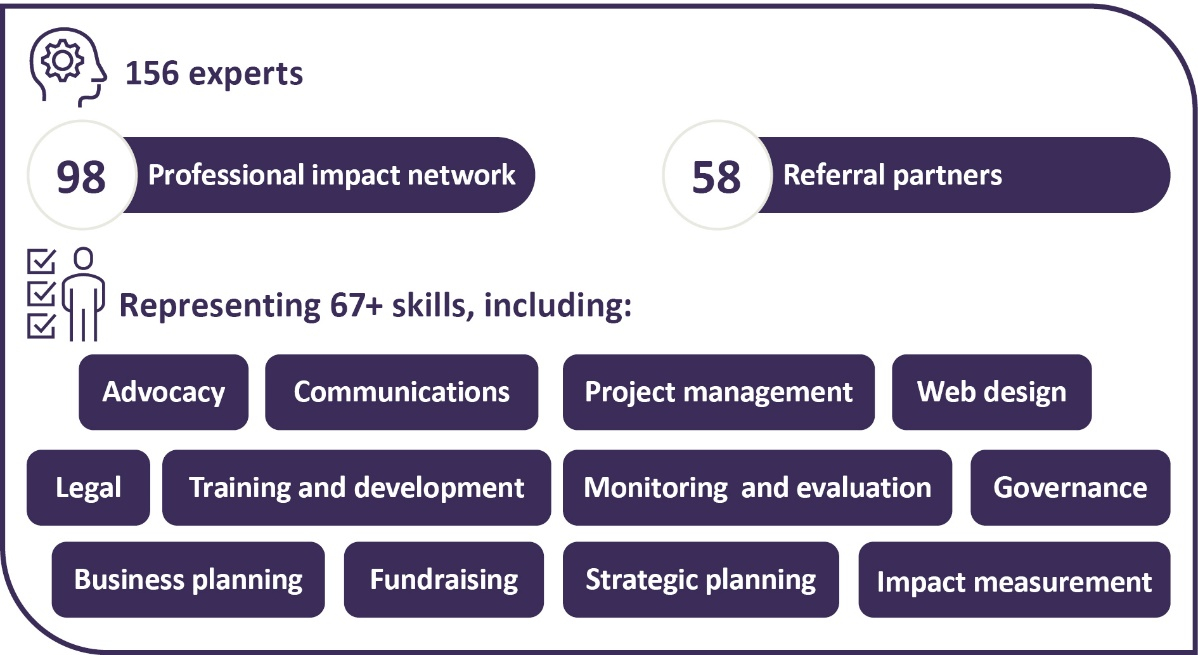 156 experts
98 Professional impact network 58 Referral partners
Representing 67+ skills, including:
Advocacy Communications Project management Web design
Legal Training and development Monitoring and evaluation Governance
Business planning Fundraising Strategic planning Impact measurement